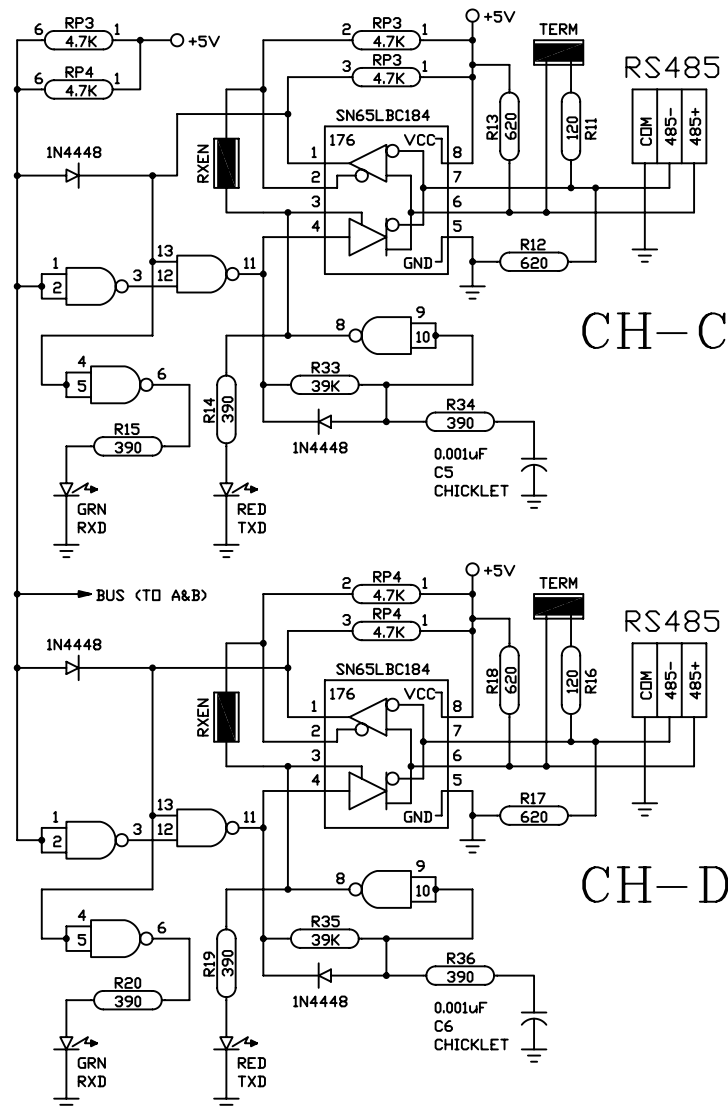 6 RP3 1
4.7K
+5V
6 RP4 1
4.7K
1N4448
+5V
2 RP3 1
4.7K
3 RP3 1
4.7K
TERM
RS485
COM
485-
485+
R13
620
120
R11
RXEN
SN65LBC184
176
VCC
GND
1
2
3
4
8
7
6
5
R12
620
1
2
3
13
12
11
4
5
6
R15
390
GRN
RXD
R14
390
RED
TXD
8
9
10
R33
39K
1N4448
R34
390
0.001uF
C5
CHICKLET
CH-C
BUS (TO A&B)
+5V
2 RP4 1
4.7K
3 RP4 1
4.7K
TERM
RS485
COM
485-
485+
R18
620
120
R16
1N4448
RXEN
SN65LBC184
176
VCC
GND
1
2
3
4
8
7
6
5
R17
620
1
2
3
13
12
11
4
5
6
R20
390
GRN
RXD
R19
390
RED
TXD
8
9
10
R35
39K
1N4448
R36
390
0.001uF
C6
CHICKLET
CH-D